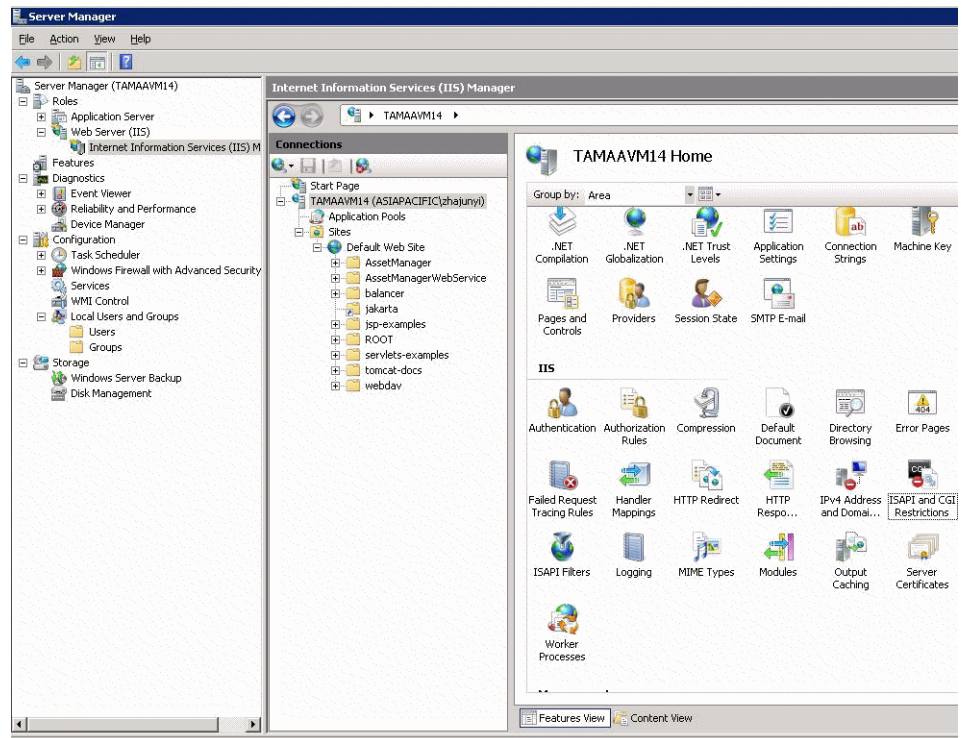 Server Manager
File Action View Help
Server Manager (TAMAAVM14)
Roles
Application Server
Web Server (IIS)
Internet Information Services (IIS) M
Features
Diagnostics
Event Viewer
Reliability and Performance
Device Manager
Configuration
Task Scheduler
Windows Firewall with Advanced Security
Services
WMI Control
Local Users and Groups
Users
Groups
Storage
Windows Server Backup
Disk Management
Internet Information Services (IIS) Manager
TAMAAVM14
Connections
Start Page
TAMAAVM14 (ASIAPACIFIC\zhajunyi)
Application Pools
Sites
Default Web Site
AssetManager
AssetManagerWebService
balancer
jakarta
jsp-examples
ROOT
servlets-examples
tomcat-docs
webdav
TAMAAVM14 Home
Group by: Area
.NET Compilation
.NET Globalization
.NET Trust Levels
Application Settings
ab
Connection Strings
Machine Key
Pages and Controls
Providers
Session State
SMTP E-mail
IIS
Authentication
Authorization Rules
Compression
Default Document
Directory Browsing
404
Error Pages
Failed Request Tracing Rules
Handler Mappings
HTTP Redirect
HTTP Respo...
IPv4 Address and Domai...
CGI
ISAPI and CGI Restrictions
ISAPI Filters
Logging
MIME Types
Modules
Output Caching
Server Certificates
Worker Processes
Features View
Content View